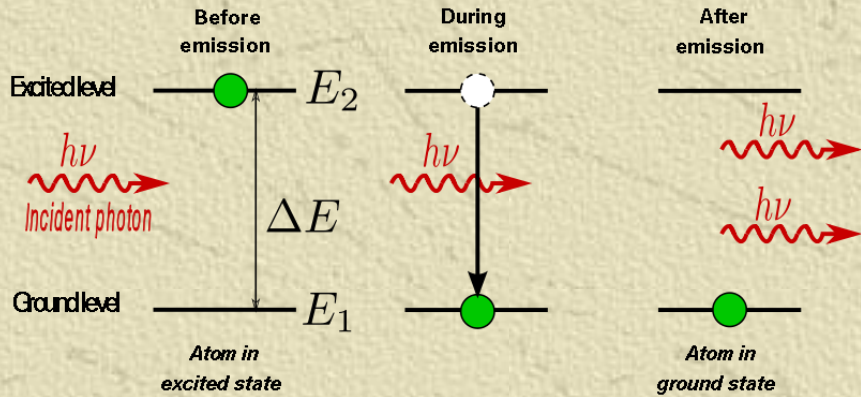 Before
emission
During
emission
After
emission
Excited level
E₂
hν
Incident photon
ΔE
hν
hν
hν
Ground level
E₁
Atom in
excited state
Atom in
ground state